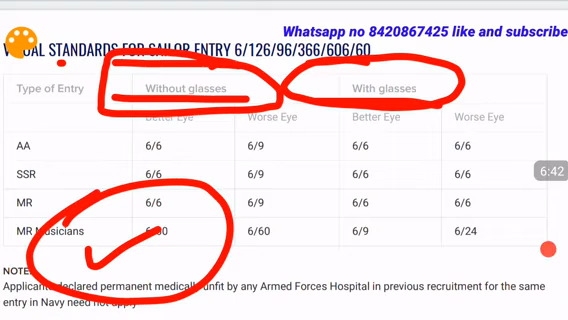 Whatsapp no 8420867425 like and subscribe
VISUAL STANDARDS FOR SAILOR ENTRY 6/126/96/366/606/60
Type of Entry Without glasses With glasses
Better Eye Worse Eye Better Eye Worse Eye
AA 6/6 6/9 6/6 6/6
SSR 6/6 6/9 6/6 6/6
6:42
MR 6/6 6/9 6/6 6/6
MR Musicians 6/60 6/60 6/9 6/24
NOTE
Applicants declared permanent medically unfit by any Armed Forces Hospital in previous recruitment for the same
entry in Navy need not apply